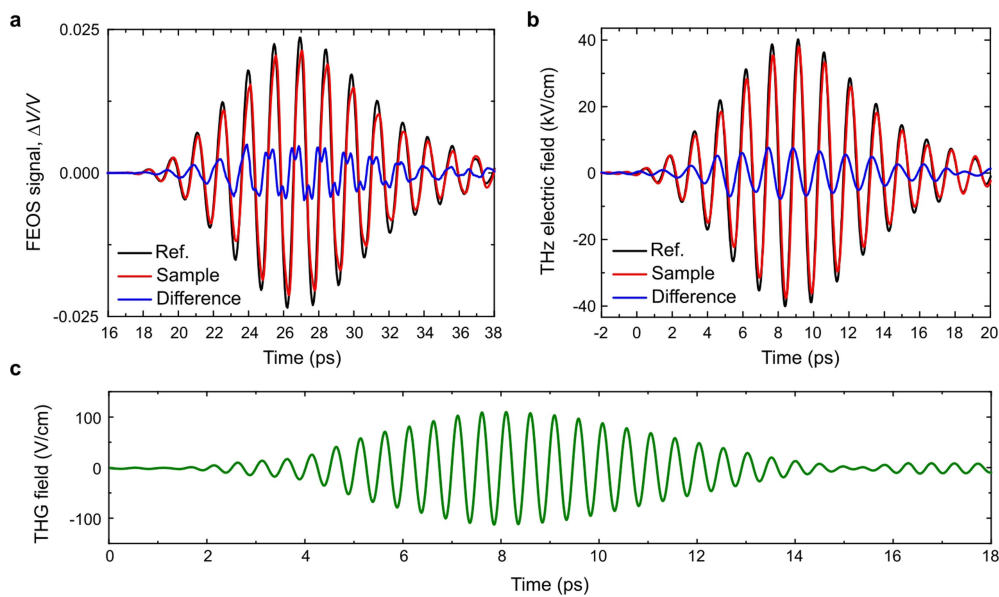 a
0.025
0.000
-0.025
FEOS signal, ΔV/V
Ref.
Sample
Difference
16 18 20 22 24 26 28 30 32 34 36 38
Time (ps)
b
40
20
0
-20
-40
THz electric field (kV/cm)
Ref.
Sample
Difference
-2 0 2 4 6 8 10 12 14 16 18 20
Time (ps)
c
100
0
-100
THG field (V/cm)
0 2 4 6 8 10 12 14 16 18
Time (ps)